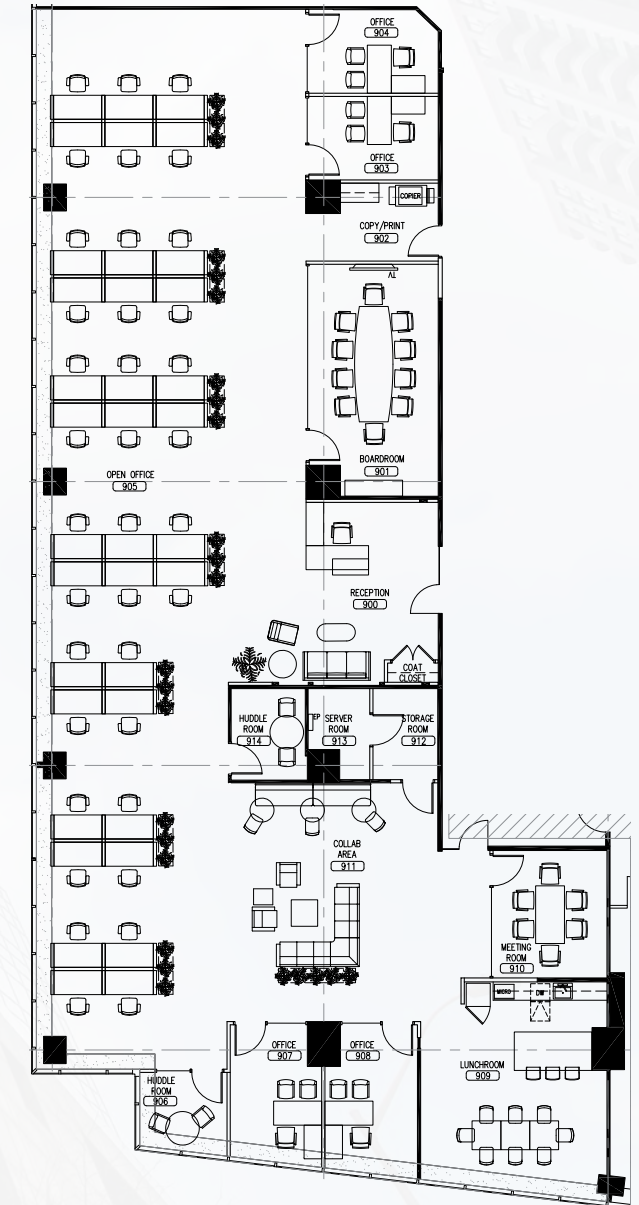 OFFICE
904
OFFICE
903
COPIER
COPY/PRINT
902
TV
BOARDROOM
901
OPEN OFFICE
905
RECEPTION
900
COAT
CLOSET
HUDDLE
ROOM
914
EP
SERVER
ROOM
913
STORAGE
ROOM
912
COLLAB
AREA
911
MEETING
ROOM
910
MICRO
DW
OFFICE
907
OFFICE
908
LUNCHROOM
909
HUDDLE
ROOM
906